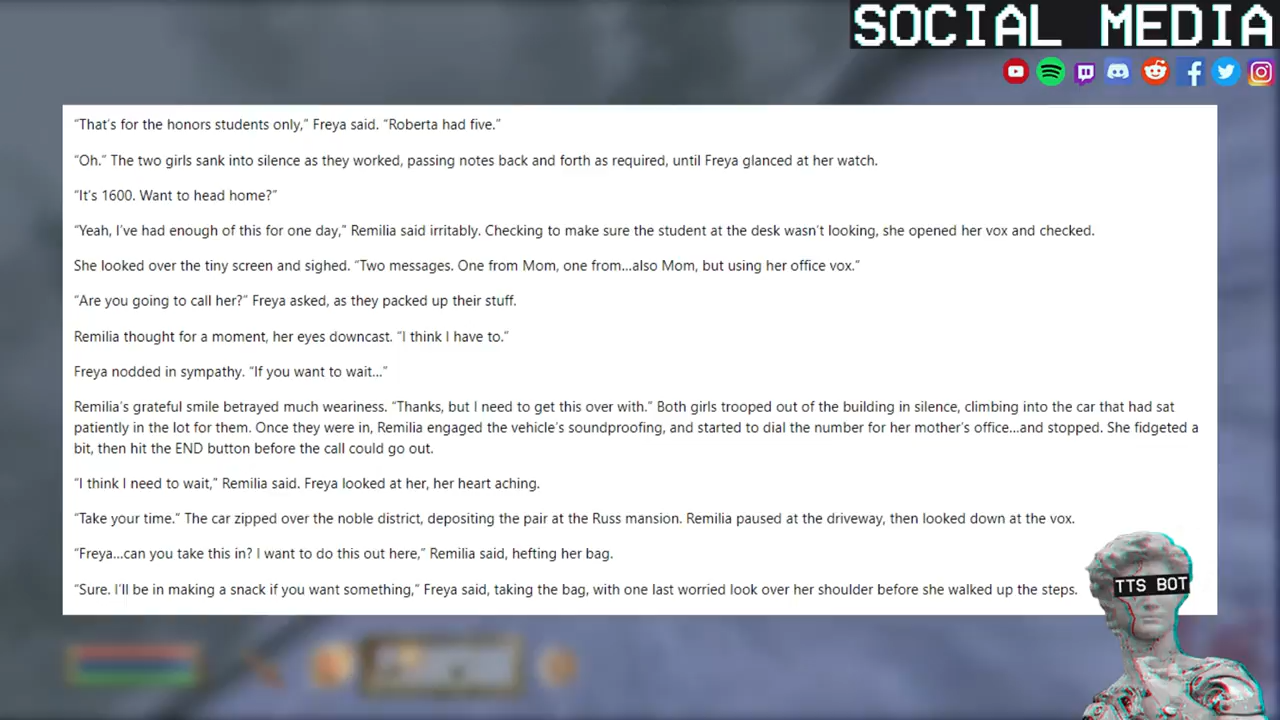 SOCIAL MEDIA
“That’s for the honors students only,” Freya said. “Roberta had five.”
“Oh.” The two girls sank into silence as they worked, passing notes back and forth as required, until Freya glanced at her watch.
“It’s 1600. Want to head home?”
“Yeah, I’ve had enough of this for one day,” Remilia said irritably. Checking to make sure the student at the desk wasn’t looking, she opened her vox and checked.
She looked over the tiny screen and sighed. “Two messages. One from Mom, one from…also Mom, but using her office vox.”
“Are you going to call her?” Freya asked, as they packed up their stuff.
Remilia thought for a moment, her eyes downcast. “I think I have to.”
Freya nodded in sympathy. “If you want to wait…”
Remilia’s grateful smile betrayed much weariness. “Thanks, but I need to get this over with.” Both girls trooped out of the building in silence, climbing into the car that had sat
patiently in the lot for them. Once they were in, Remilia engaged the vehicle’s soundproofing, and started to dial the number for her mother’s office…and stopped. She fidgeted a
bit, then hit the END button before the call could go out.
“I think I need to wait,” Remilia said. Freya looked at her, her heart aching.
“Take your time.” The car zipped over the noble district, depositing the pair at the Russ mansion. Remilia paused at the driveway, then looked down at the vox.
“Freya…can you take this in? I want to do this out here,” Remilia said, hefting her bag.
“Sure. I’ll be in making a snack if you want something,” Freya said, taking the bag, with one last worried look over her shoulder before she walked up the steps.
TTS BOT